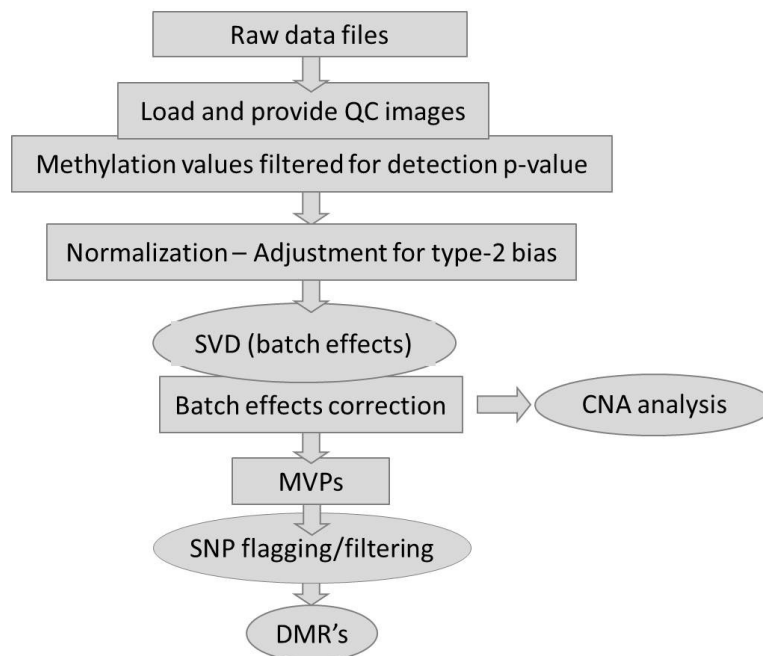 Raw data files
Load and provide QC images
Methylation values filtered for detection p-value
Normalization – Adjustment for type-2 bias
SVD (batch effects)
Batch effects correction
CNA analysis
MVPs
SNP flagging/filtering
DMR's